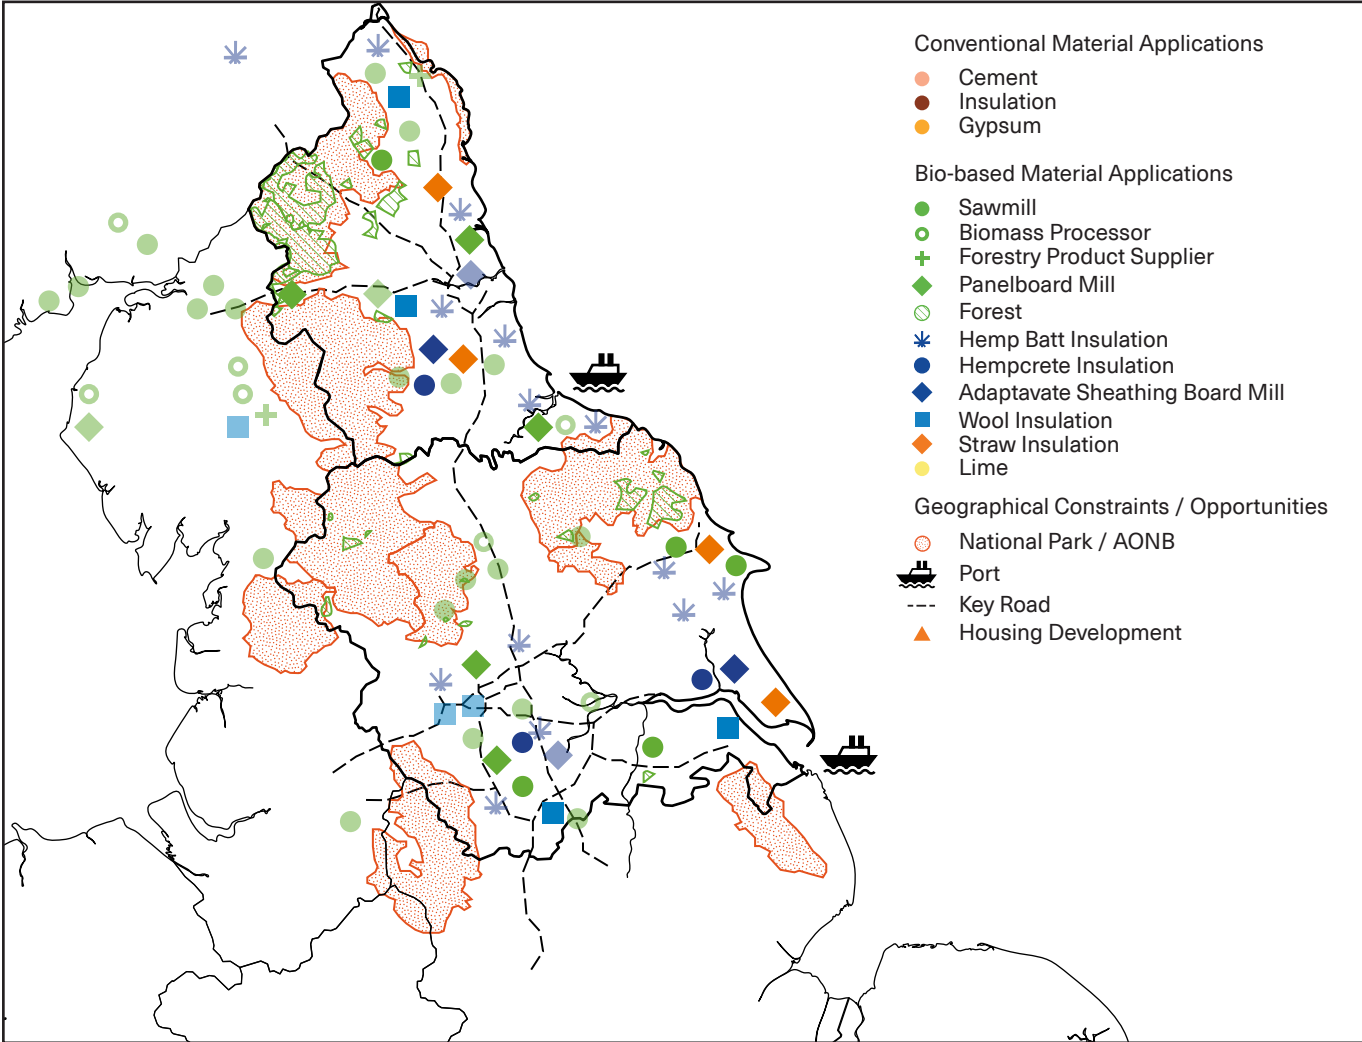 Conventional Material Applications
Cement
Insulation
Gypsum
Bio-based Material Applications
Sawmill
Biomass Processor
Forestry Product Supplier
Panelboard Mill
Forest
Hemp Batt Insulation
Hempcrete Insulation
Adaptavate Sheathing Board Mill
Wool Insulation
Straw Insulation
Lime
Geographical Constraints / Opportunities
National Park / AONB
Port
Key Road
Housing Development